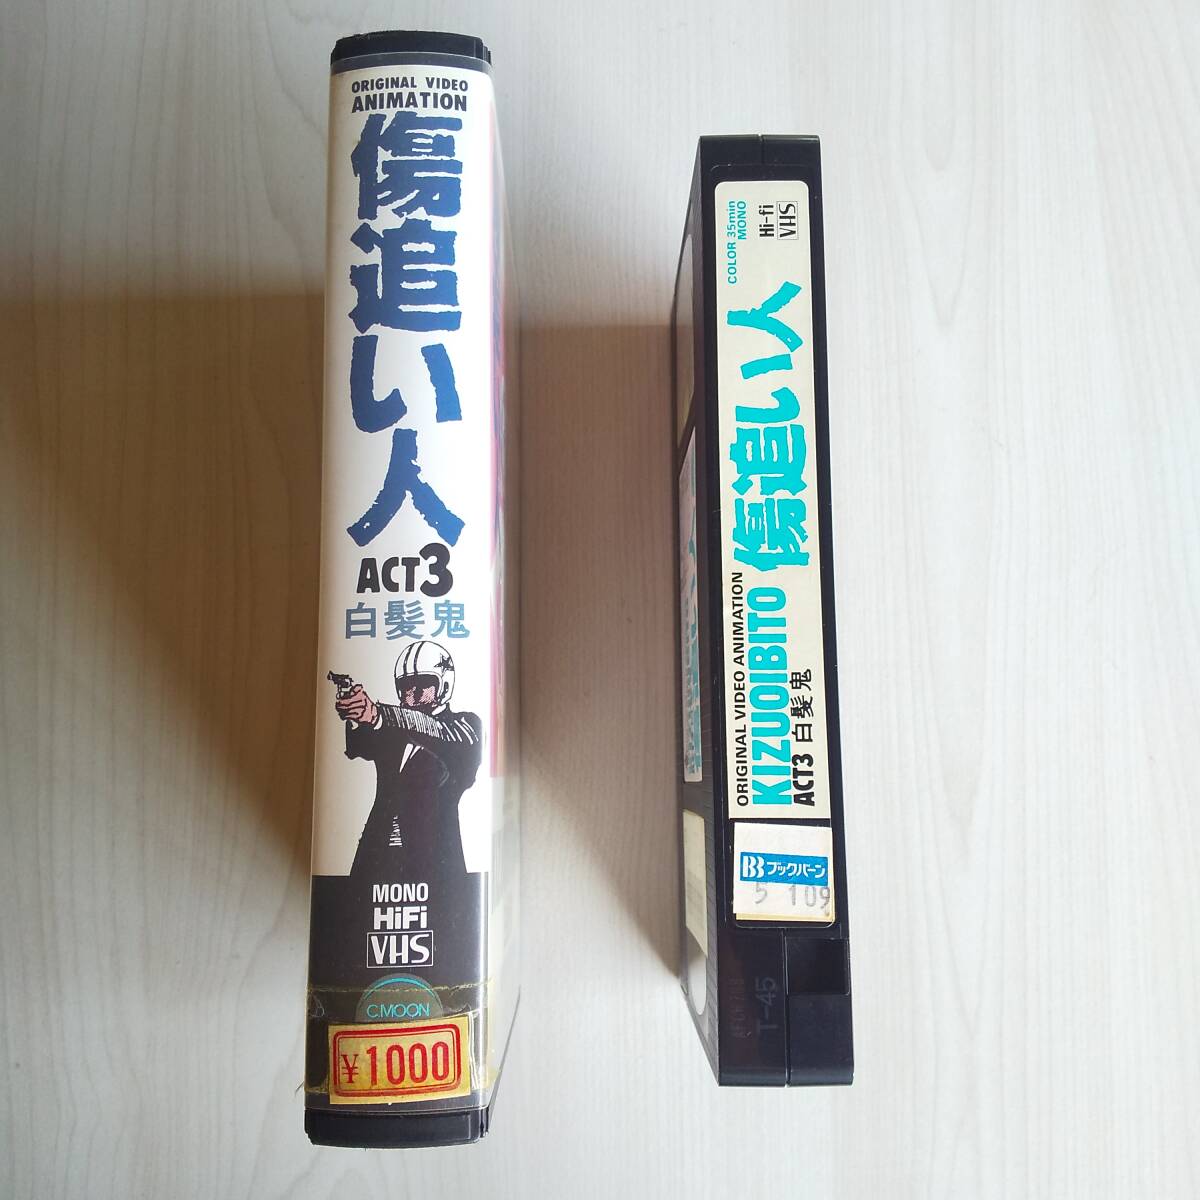 ORIGINAL VIDEO
ANIMATION
傷追い人
ACT3
白髪鬼
MONO
HiFi
VHS
C.MOON
¥1000
COLOR 35min
MONO
Hi-fi
VHS
傷追い人
ORIGINAL VIDEO ANIMATION
KIZUOIBITO
ACT3 白髪鬼
BB ブックバーン
5 109
T-45